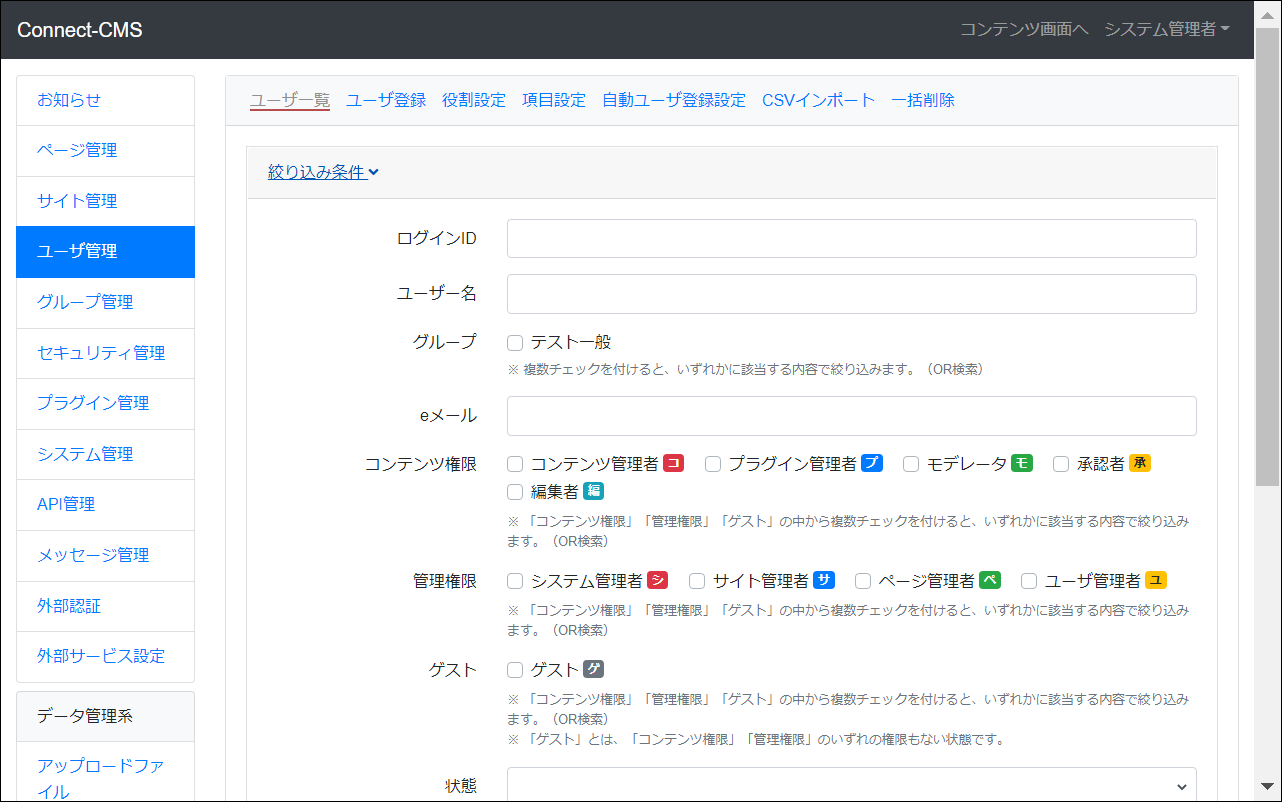 Connect-CMS
コンテンツ画面へ システム管理者
お知らせ
ページ管理
サイト管理
ユーザ管理
グループ管理
セキュリティ管理
プラグイン管理
システム管理
API管理
メッセージ管理
外部認証
外部サービス設定
データ管理系
アップロードファ
イル
ユーザ一覧 ユーザ登録 役割設定 項目設定 自動ユーザ登録設定 CSVインポート 一括削除
絞り込み条件
ログインID
ユーザー名
グループ テスト一般
※ 複数チェックを付けると、いずれかに該当する内容で絞り込みます。（OR検索）
eメール
コンテンツ権限 コンテンツ管理者 コ プラグイン管理者 プ モデレータ モ 承認者 承
編集者 編
※ 「コンテンツ権限」「管理権限」「ゲスト」の中から複数チェックを付けると、いずれかに該当する内容で絞り込み
ます。（OR検索）
管理権限 システム管理者 シ サイト管理者 サ ページ管理者 ペ ユーザ管理者 ユ
※ 「コンテンツ権限」「管理権限」「ゲスト」の中から複数チェックを付けると、いずれかに該当する内容で絞り込み
ます。（OR検索）
ゲスト ゲスト ゲ
※ 「コンテンツ権限」「管理権限」「ゲスト」の中から複数チェックを付けると、いずれかに該当する内容で絞り込み
ます。（OR検索）
※ 「ゲスト」とは、「コンテンツ権限」「管理権限」のいずれの権限もない状態です。
状態